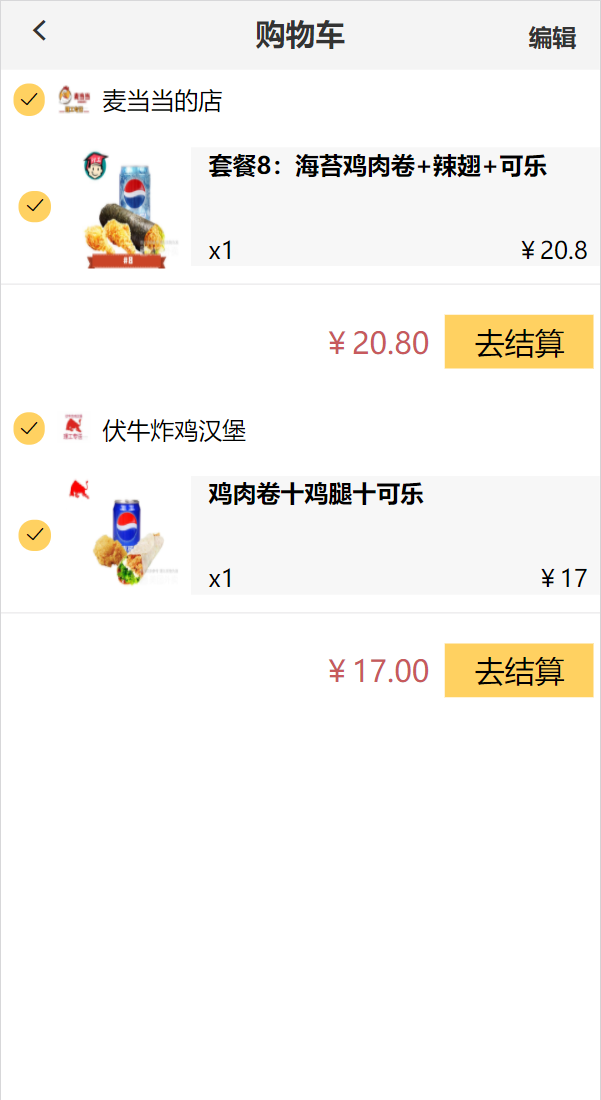 购物车
编辑
麦当当的店
套餐8：海苔鸡肉卷+辣翅+可乐
#8
x1
¥ 20.8
¥ 20.80
去结算
伏牛炸鸡汉堡
鸡肉卷十鸡腿十可乐
x1
¥ 17
¥ 17.00
去结算